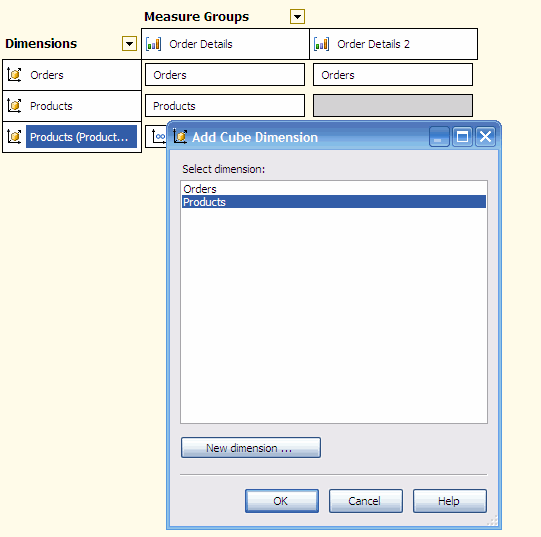 Measure Groups
Dimensions
Order Details
Order Details 2
Orders
Orders
Orders
Products
Products
Products (Product...
Add Cube Dimension
Select dimension:
Orders
Products
New dimension ...
OK
Cancel
Help